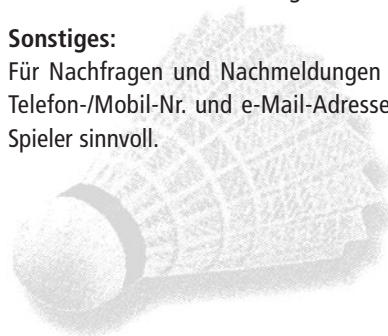 Sonstiges:
Für Nachfragen und Nachmeldungen
Telefon-/Mobil-Nr. und e-Mail-Adresse
Spieler sinnvoll.